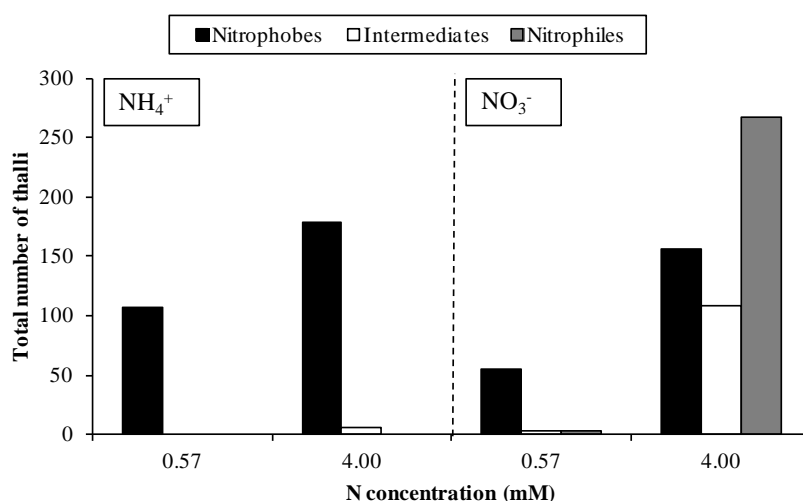 Nitrophobes Intermediates Nitrophiles
300
250
200
150
100
50
0
Total number of thalli
NH₄⁺
NO₃⁻
0.57 4.00 0.57 4.00
N concentration (mM)